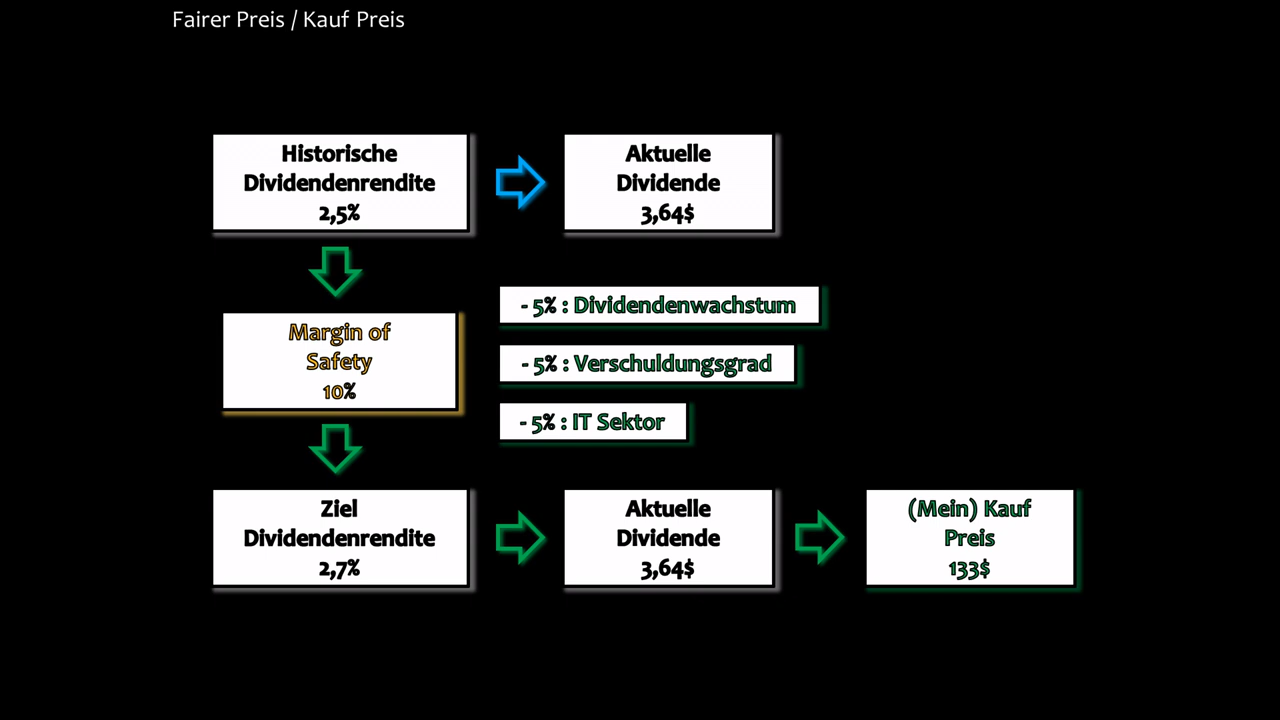 Fairer Preis / Kauf Preis
Historische
Dividendenrendite
2,5%
Aktuelle
Dividende
3,64$
- 5% : Dividendenwachstum
Margin of
Safety
10%
- 5% : Verschuldungsgrad
- 5% : IT Sektor
Ziel
Dividendenrendite
2,7%
Aktuelle
Dividende
3,64$
(Mein) Kauf
Preis
133$